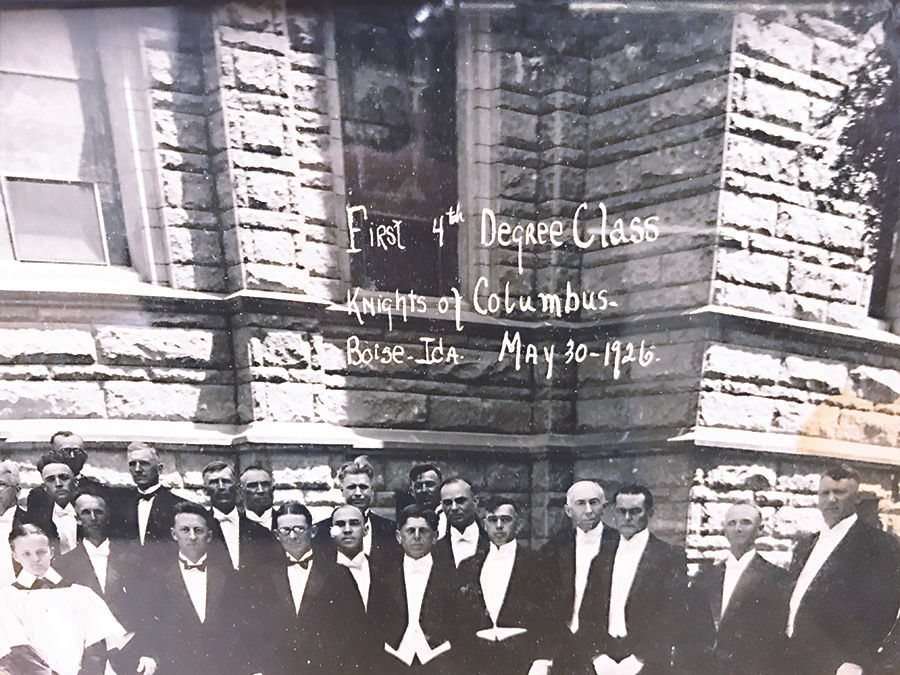 First 4th Degree Class
Knights of Columbus-
Boise-Ida. May 30-1926.